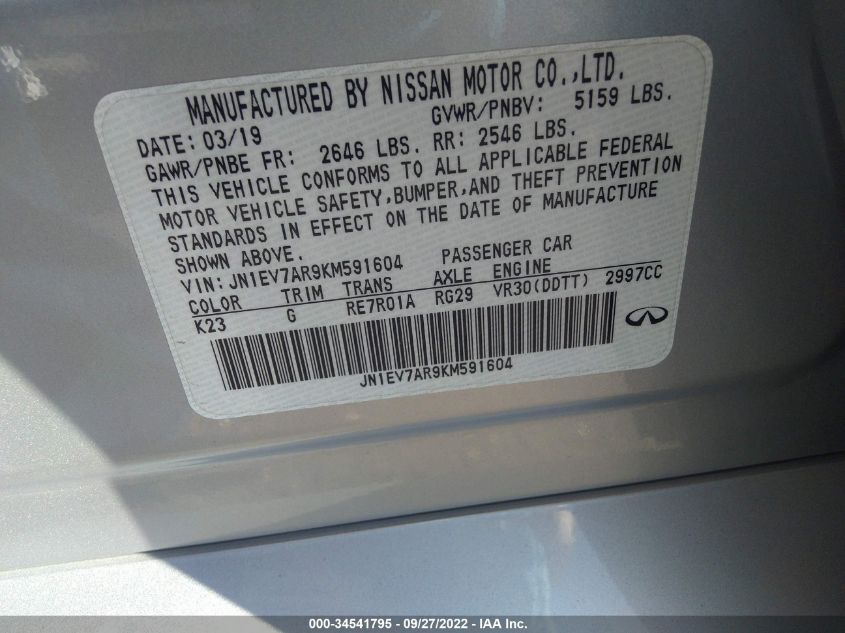 MANUFACTURED BY NISSAN MOTOR CO.,LTD.
DATE: 03/19 GVWR/PNBV: 5159 LBS.
GAWR/PNBE FR: 2646 LBS. RR: 2546 LBS.
THIS VEHICLE CONFORMS TO ALL APPLICABLE FEDERAL
MOTOR VEHICLE SAFETY,BUMPER,AND THEFT PREVENTION
STANDARDS IN EFFECT ON THE DATE OF MANUFACTURE
SHOWN ABOVE.
VIN: JN1EV7AR9KM591604 PASSENGER CAR
COLOR TRIM TRANS AXLE ENGINE
K23 G RE7R01A RG29 VR30(DDTT) 2997CC
JN1EV7AR9KM591604
000-34541795 - 09/27/2022 - IAA Inc.